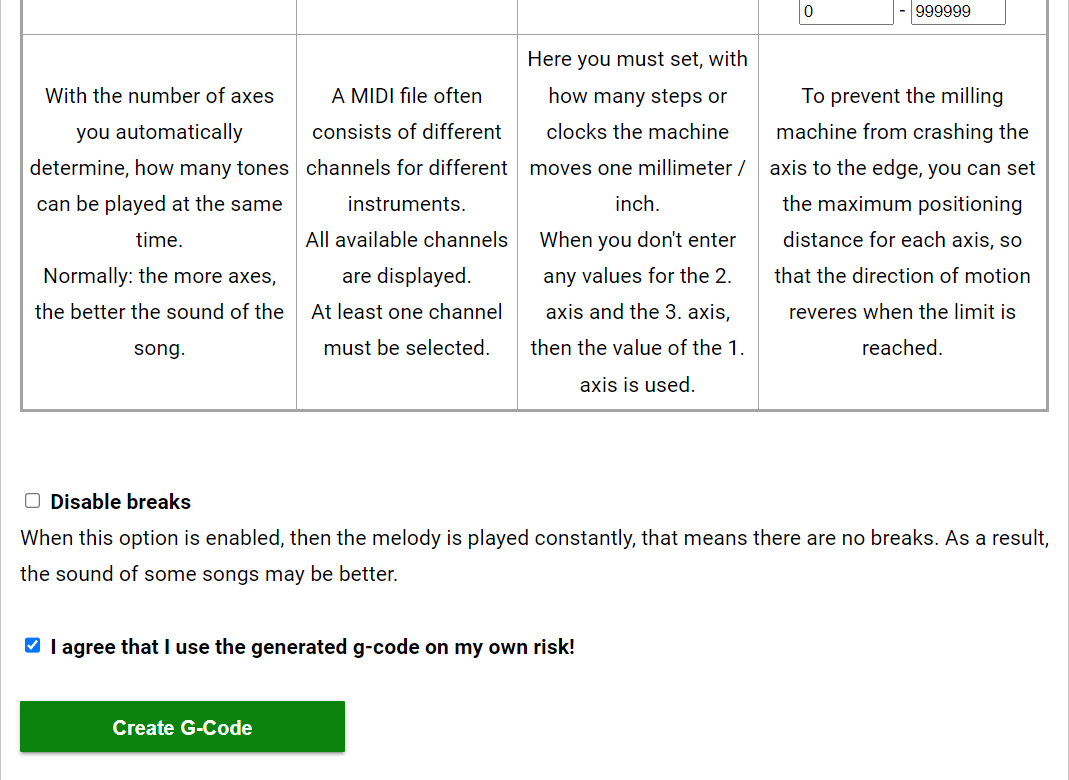 0 - 999999
With the number of axes
you automatically
determine, how many tones
can be played at the same
time.
Normally: the more axes,
the better the sound of the
song.
A MIDI file often
consists of different
channels for different
instruments.
All available channels
are displayed.
At least one channel
must be selected.
Here you must set, with
how many steps or
clocks the machine
moves one millimeter /
inch.
When you don't enter
any values for the 2.
axis and the 3. axis,
then the value of the 1.
axis is used.
To prevent the milling
machine from crashing the
axis to the edge, you can set
the maximum positioning
distance for each axis, so
that the direction of motion
reveres when the limit is
reached.
Disable breaks
When this option is enabled, then the melody is played constantly, that means there are no breaks. As a result,
the sound of some songs may be better.
I agree that I use the generated g-code on my own risk!
Create G-Code